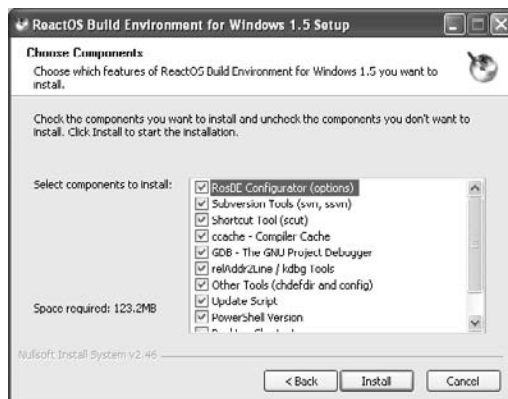 ReactOS Build Environment for Windows 1.5 Setup
Choose Components
Choose which features of ReactOS Build Environment for Windows 1.5 you want to
install.
Check the components you want to install and uncheck the components you don't want to
install. Click Install to start the installation.
Select components to install:
RosBE Configurator (options)
Subversion Tools (svn, ssvn)
Shortcut Tool (scut)
ccache - Compiler Cache
GDB - The GNU Project Debugger
relAddr2Line / kdbg Tools
Other Tools (chdefdir and config)
Update Script
PowerShell Version
Space required: 123.2MB
Nullsoft Install System v2.46
< Back
Install
Cancel